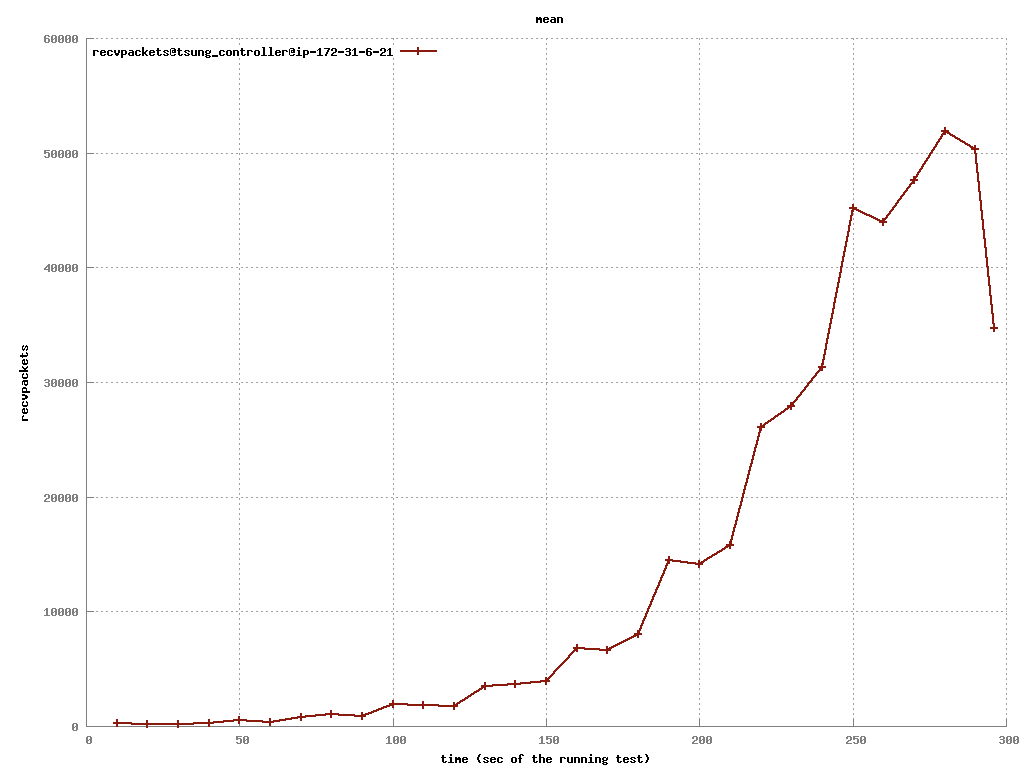 mean
60000
recvpackets@tsung_controller@ip-172-31-6-21
50000
40000
30000
20000
10000
0
recvpackets
0 50 100 150 200 250 300
time (sec of the running test)